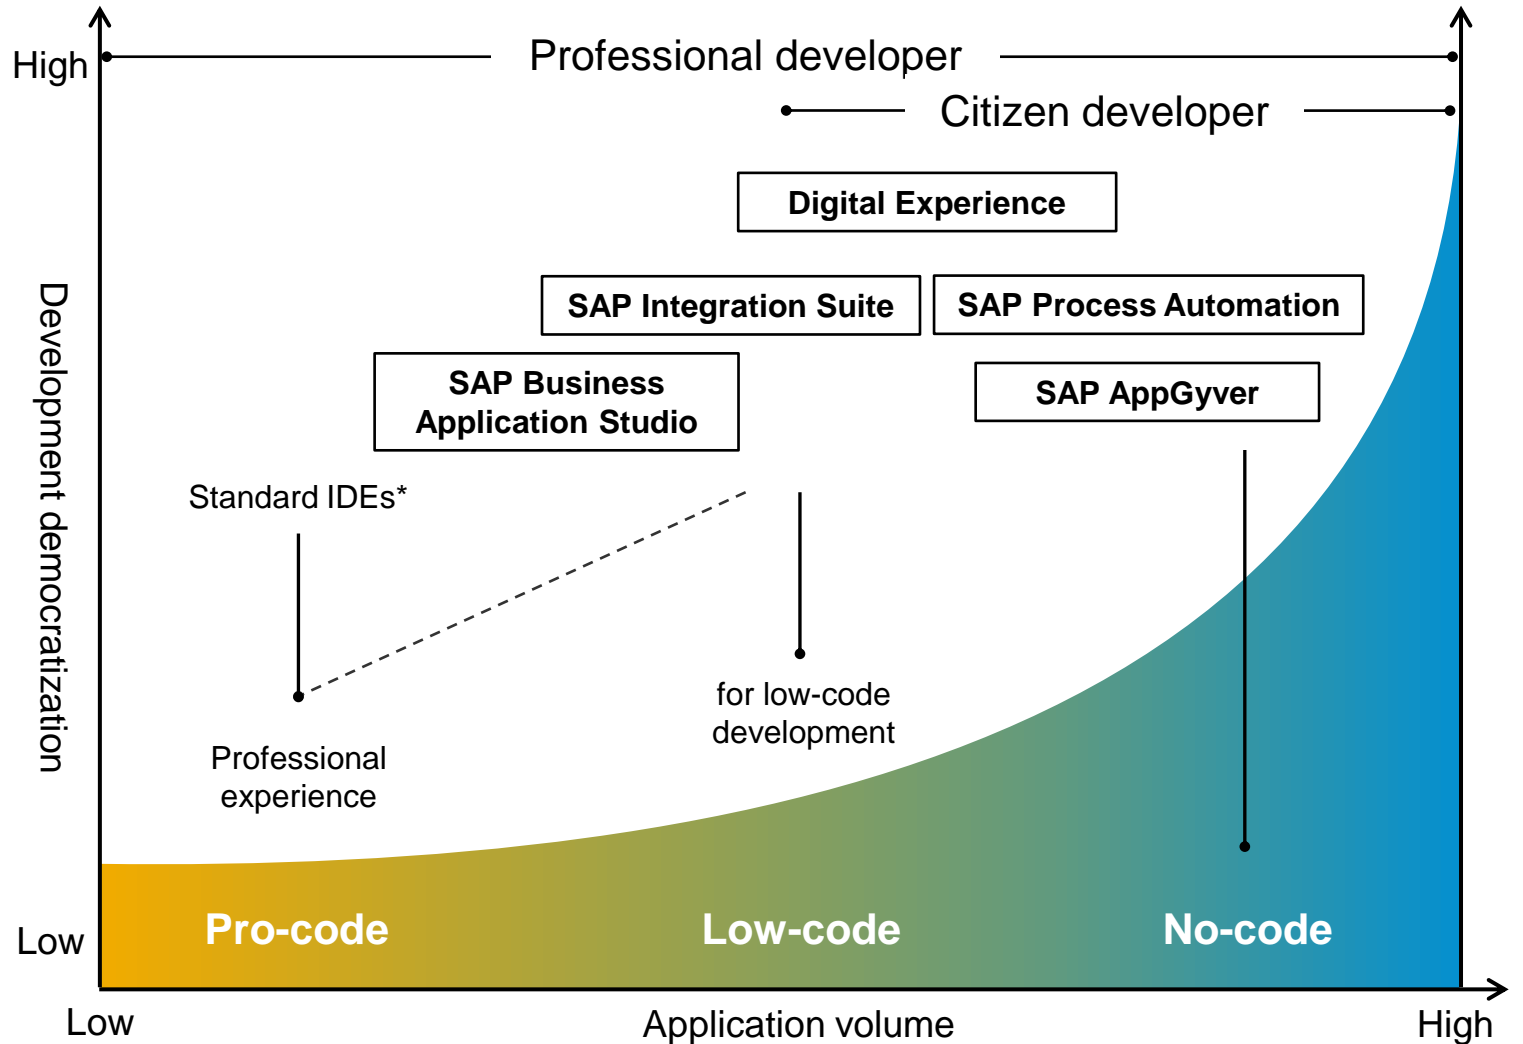 High
Professional developer
Citizen developer
Digital Experience
SAP Integration Suite
SAP Process Automation
SAP Business
Application Studio
SAP AppGyver
Standard IDEs*
Development democratization
for low-code
development
Professional
experience
Pro-code
Low-code
No-code
Low
Low
Application volume
High